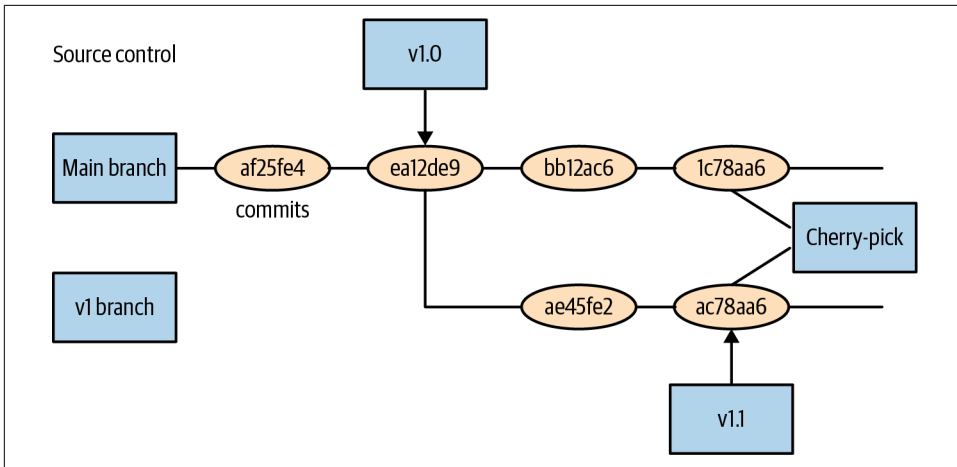 Source control
v1.0
Main branch
af25fe4
ea12de9
bb12ac6
1c78aa6
commits
Cherry-pick
v1 branch
ae45fe2
ac78aa6
v1.1